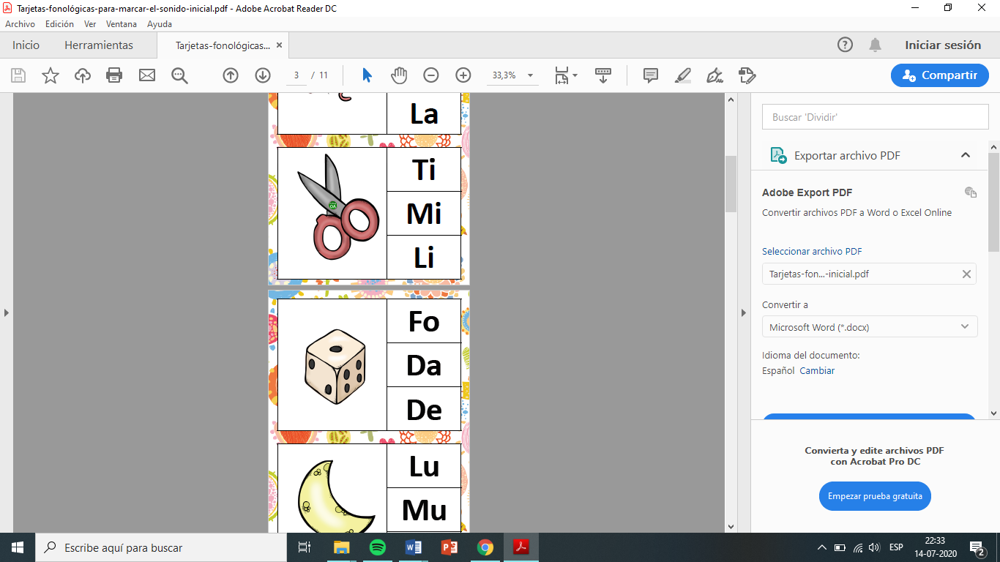 Tarjetas-fonológicas-para-marcar-el-sonido-inicial.pdf - Adobe Acrobat Reader DC
Archivo Edición Ver Ventana Ayuda
Inicio Herramientas Tarjetas-fonológicas... × Iniciar sesión
3 / 11 33,3% Compartir
La
Ti
Mi
Li
DA
Fo
Da
De
Lu
Mu
Buscar 'Dividir'
Exportar archivo PDF
Adobe Export PDF
Convertir archivos PDF a Word o Excel Online
Seleccionar archivo PDF
Tarjetas-fon...-inicial.pdf
Convertir a
Microsoft Word (*.docx)
Idioma del documento:
Español Cambiar
Convierta y edite archivos PDF
con Acrobat Pro DC
Empezar prueba gratuita
Escribe aquí para buscar
ESP
22:33
14-07-2020
2